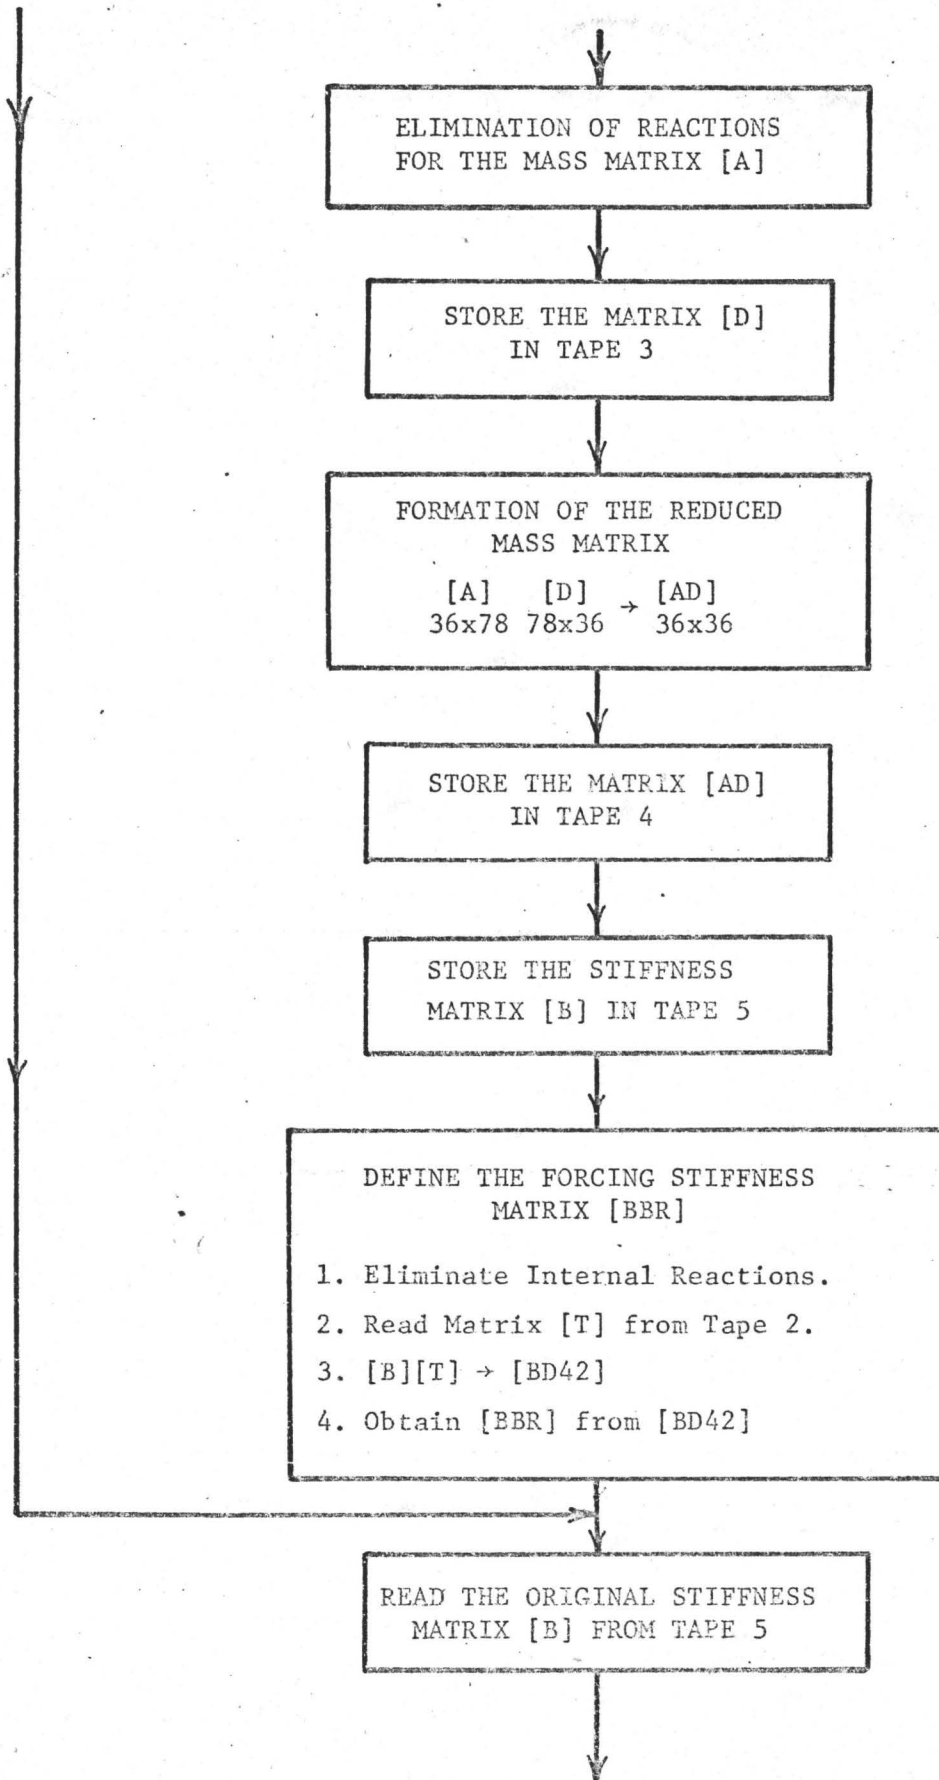 ELIMINATION OF REACTIONS
FOR THE MASS MATRIX [A]
STORE THE MATRIX [D]
IN TAPE 3
FORMATION OF THE REDUCED
MASS MATRIX
[A] [D] → [AD]
36x78 78x36 36x36
STORE THE MATRIX [AD]
IN TAPE 4
STORE THE STIFFNESS
MATRIX [B] IN TAPE 5
DEFINE THE FORCING STIFFNESS
MATRIX [BBR]
1. Eliminate Internal Reactions.
2. Read Matrix [T] from Tape 2.
3. [B][T] → [BD42]
4. Obtain [BBR] from [BD42]
READ THE ORIGINAL STIFFNESS
MATRIX [B] FROM TAPE 5